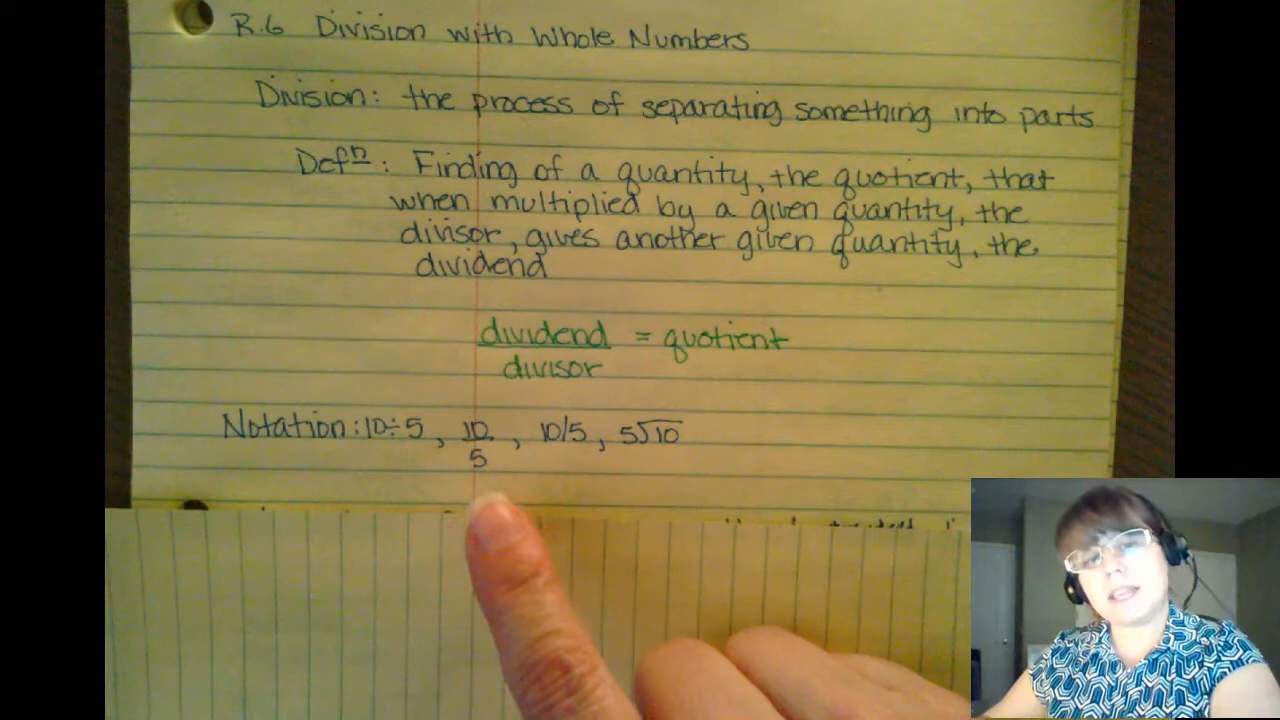 R.6 Division with Whole Numbers
Division: the process of separating something into parts
Defⁿ: Finding of a quantity, the quotient, that
when multiplied by a given quantity, the
divisor, gives another given quantity, the
dividend
dividend = quotient
divisor
Notation: 10÷5, 10, 10/5, 5√10
5